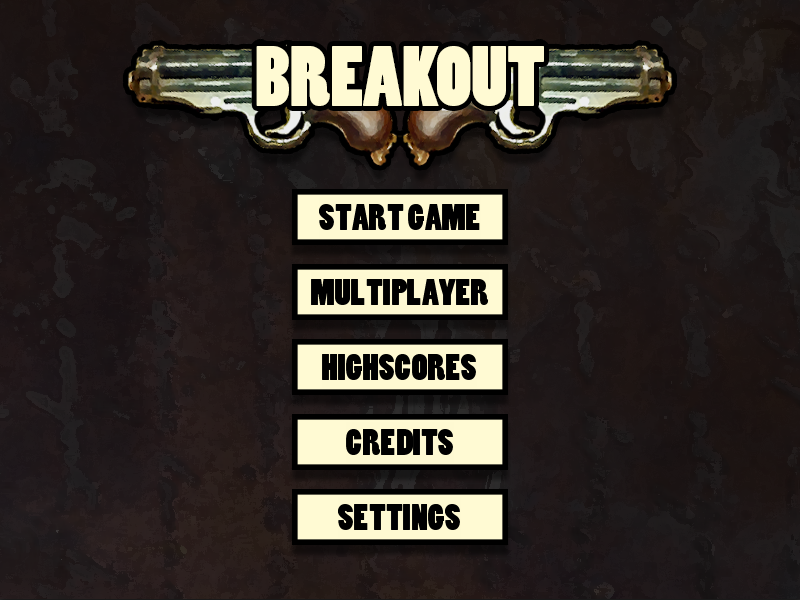 BREAKOUT
START GAME
MULTIPLAYER
HIGHSCORES
CREDITS
SETTINGS